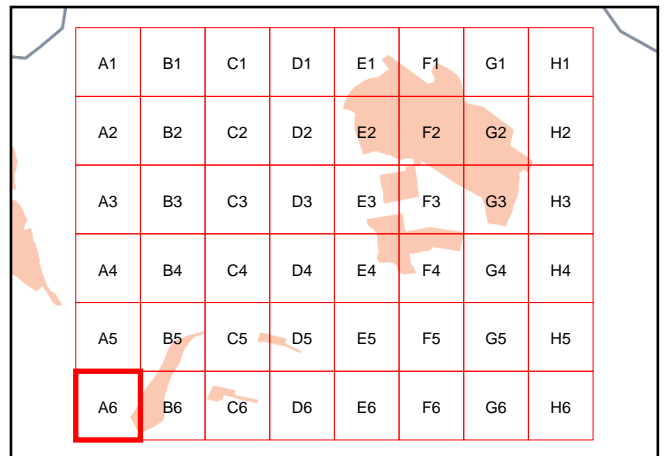 A1 B1 C1 D1 E1 F1 G1 H1
A2 B2 C2 D2 E2 F2 G2 H2
A3 B3 C3 D3 E3 F3 G3 H3
A4 B4 C4 D4 E4 F4 G4 H4
A5 B5 C5 D5 E5 F5 G5 H5
A6 B6 C6 D6 E6 F6 G6 H6